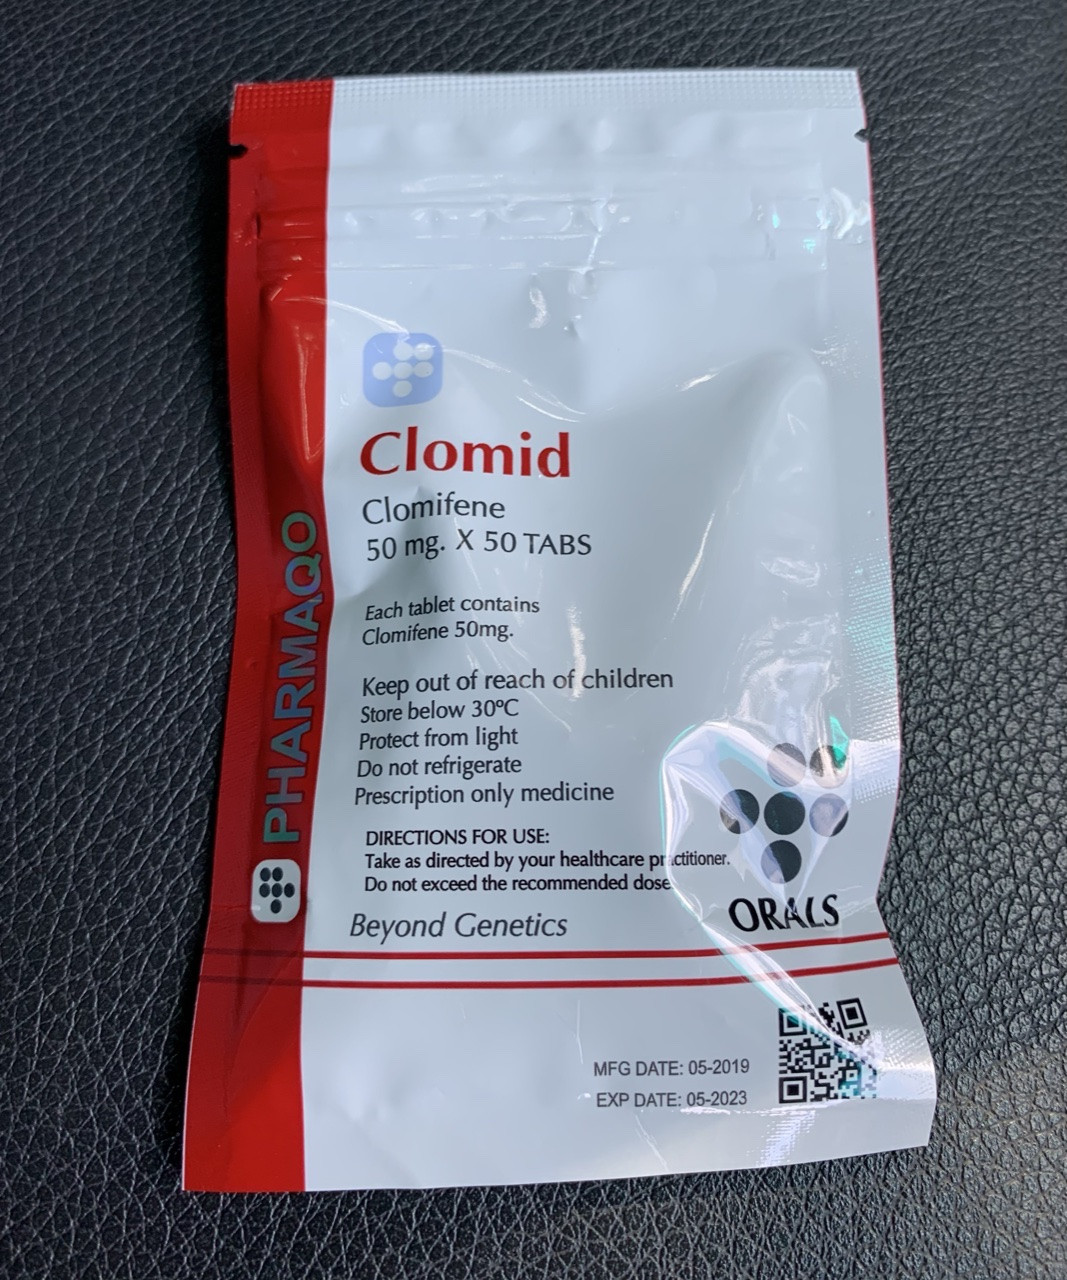 Clomid
Clomifene
50 mg. X 50 TABS
Each tablet contains
Clomifene 50mg.
Keep out of reach of children
Store below 30ºC
Protect from light
Do not refrigerate
Prescription only medicine
DIRECTIONS FOR USE:
Take as directed by your healthcare practitioner.
Do not exceed the recommended dose
Beyond Genetics
ORALS
PHARMAQO
MFG DATE: 05-2019
EXP DATE: 05-2023